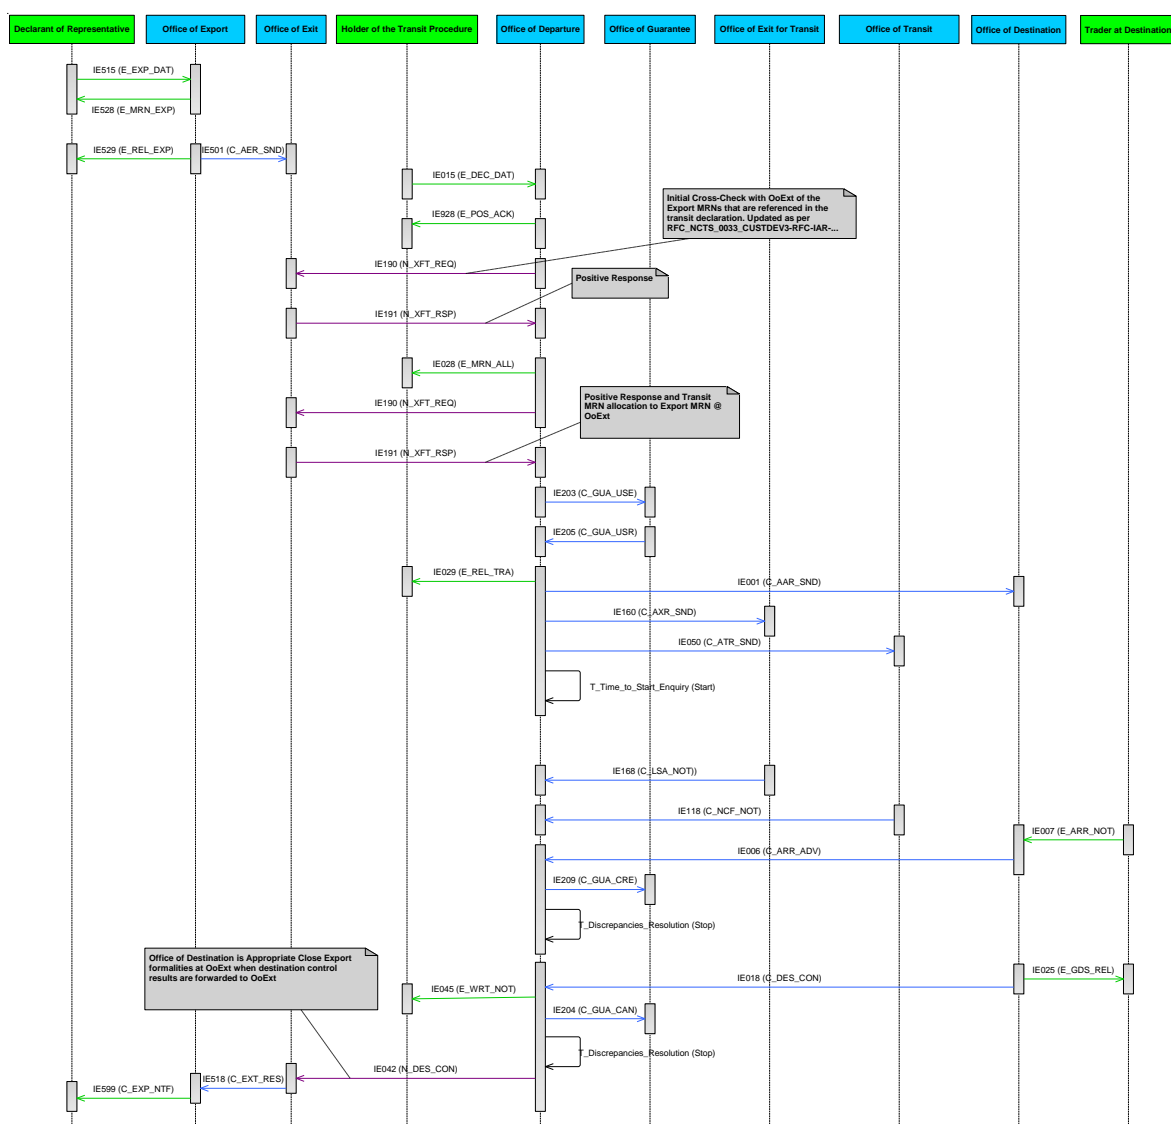 Declarant of Representative
Office of Export
Office of Exit
Holder of the Transit Procedure
Office of Departure
Office of Guarantee
Office of Exit for Transit
Office of Transit
Office of Destination
Trader at Destination
IE515 (E_EXP_DAT)
IE528 (E_MRN_EXP)
IE529 (E_REL_EXP)
IE501 (C_AER_SND)
IE015 (E_DEC_DAT)
Initial Cross-Check with OoExt of the
Export MRNs that are referenced in the
transit declaration. Updated as per
RFC_NCTS_0033_CUSTDEV3-RFC-IAR-...
IE928 (E_POS_ACK)
IE190 (N_XFT_REQ)
Positive Response
IE191 (N_XFT_RSP)
IE028 (E_MRN_ALL)
Positive Response and Transit
MRN allocation to Export MRN @
OoExt
IE190 (N_XFT_REQ)
IE191 (N_XFT_RSP)
IE203 (C_GUA_USE)
IE205 (C_GUA_USR)
IE029 (E_REL_TRA)
IE001 (C_AAR_SND)
IE160 (C_AXR_SND)
IE050 (C_ATR_SND)
T_Time_to_Start_Enquiry (Start)
IE168 (C_LSA_NOT))
IE118 (C_NCF_NOT)
IE007 (E_ARR_NOT)
IE006 (C_ARR_ADV)
IE209 (C_GUA_CRE)
T_Discrepancies_Resolution (Stop)
Office of Destination is Appropriate Close Export
formalities at OoExt when destination control
results are forwarded to OoExt
IE018 (C_DES_CON)
IE025 (E_GDS_REL)
IE045 (E_WRT_NOT)
IE204 (C_GUA_CAN)
T_Discrepancies_Resolution (Stop)
IE042 (N_DES_CON)
IE518 (C_EXT_RES)
IE599 (C_EXP_NTF)